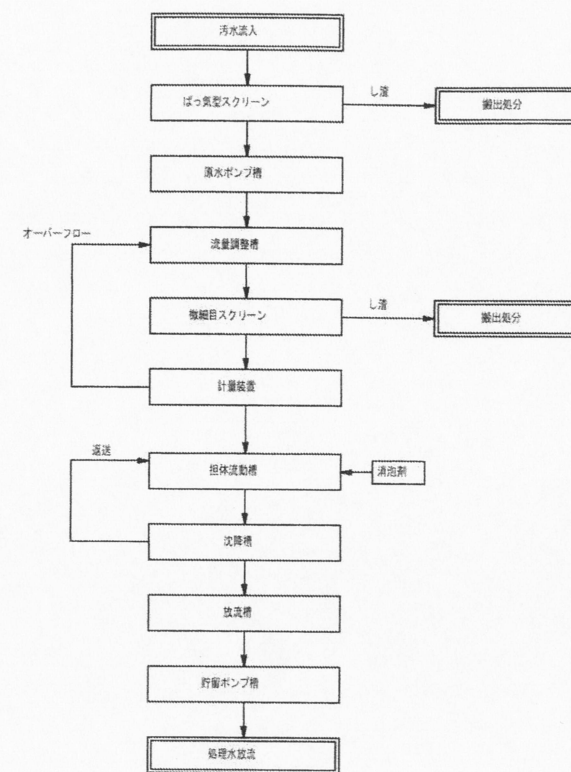 汚水流入
ばっ気型スクリーン
し渣
搬出処分
原水ポンプ槽
オーバーフロー
流量調整槽
微細目スクリーン
し渣
搬出処分
計量装置
返送
担体流動槽
消泡剤
沈降槽
放流槽
貯留ポンプ槽
処理水放流